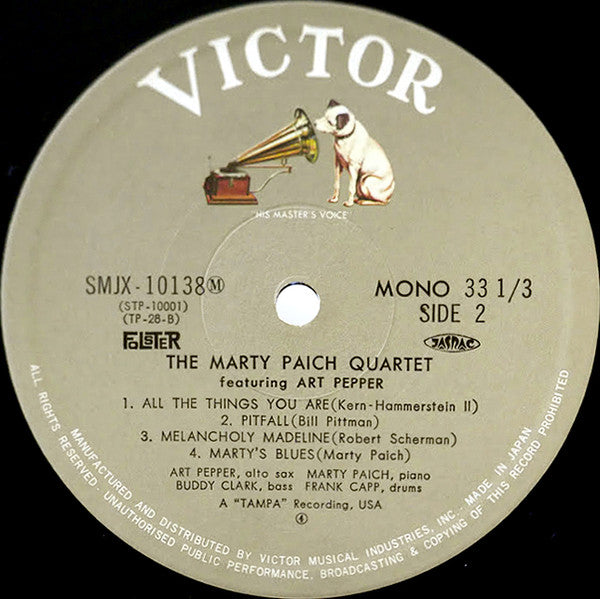 VICTOR
"HIS MASTER'S VOICE"
SMJX-10138 Ⓜ
(STP-10001)
(TP-28-B)
FOLSTER
MONO 33 1/3
SIDE 2
JASRAC
THE MARTY PAICH QUARTET
featuring ART PEPPER
1. ALL THE THINGS YOU ARE (Kern-Hammerstein II)
2. PITFALL (Bill Pittman)
3. MELANCHOLY MADELINE (Robert Scherman)
4. MARTY'S BLUES (Marty Paich)
ART PEPPER, alto sax MARTY PAICH, piano
BUDDY CLARK, bass FRANK CAPP, drums
A "TAMPA" Recording, USA
④
MANUFACTURED AND DISTRIBUTED BY VICTOR MUSICAL INDUSTRIES, INC. MADE IN JAPAN
ALL RIGHTS RESERVED. UNAUTHORISED PUBLIC PERFORMANCE, BROADCASTING & COPYING OF THIS RECORD PROHIBITED